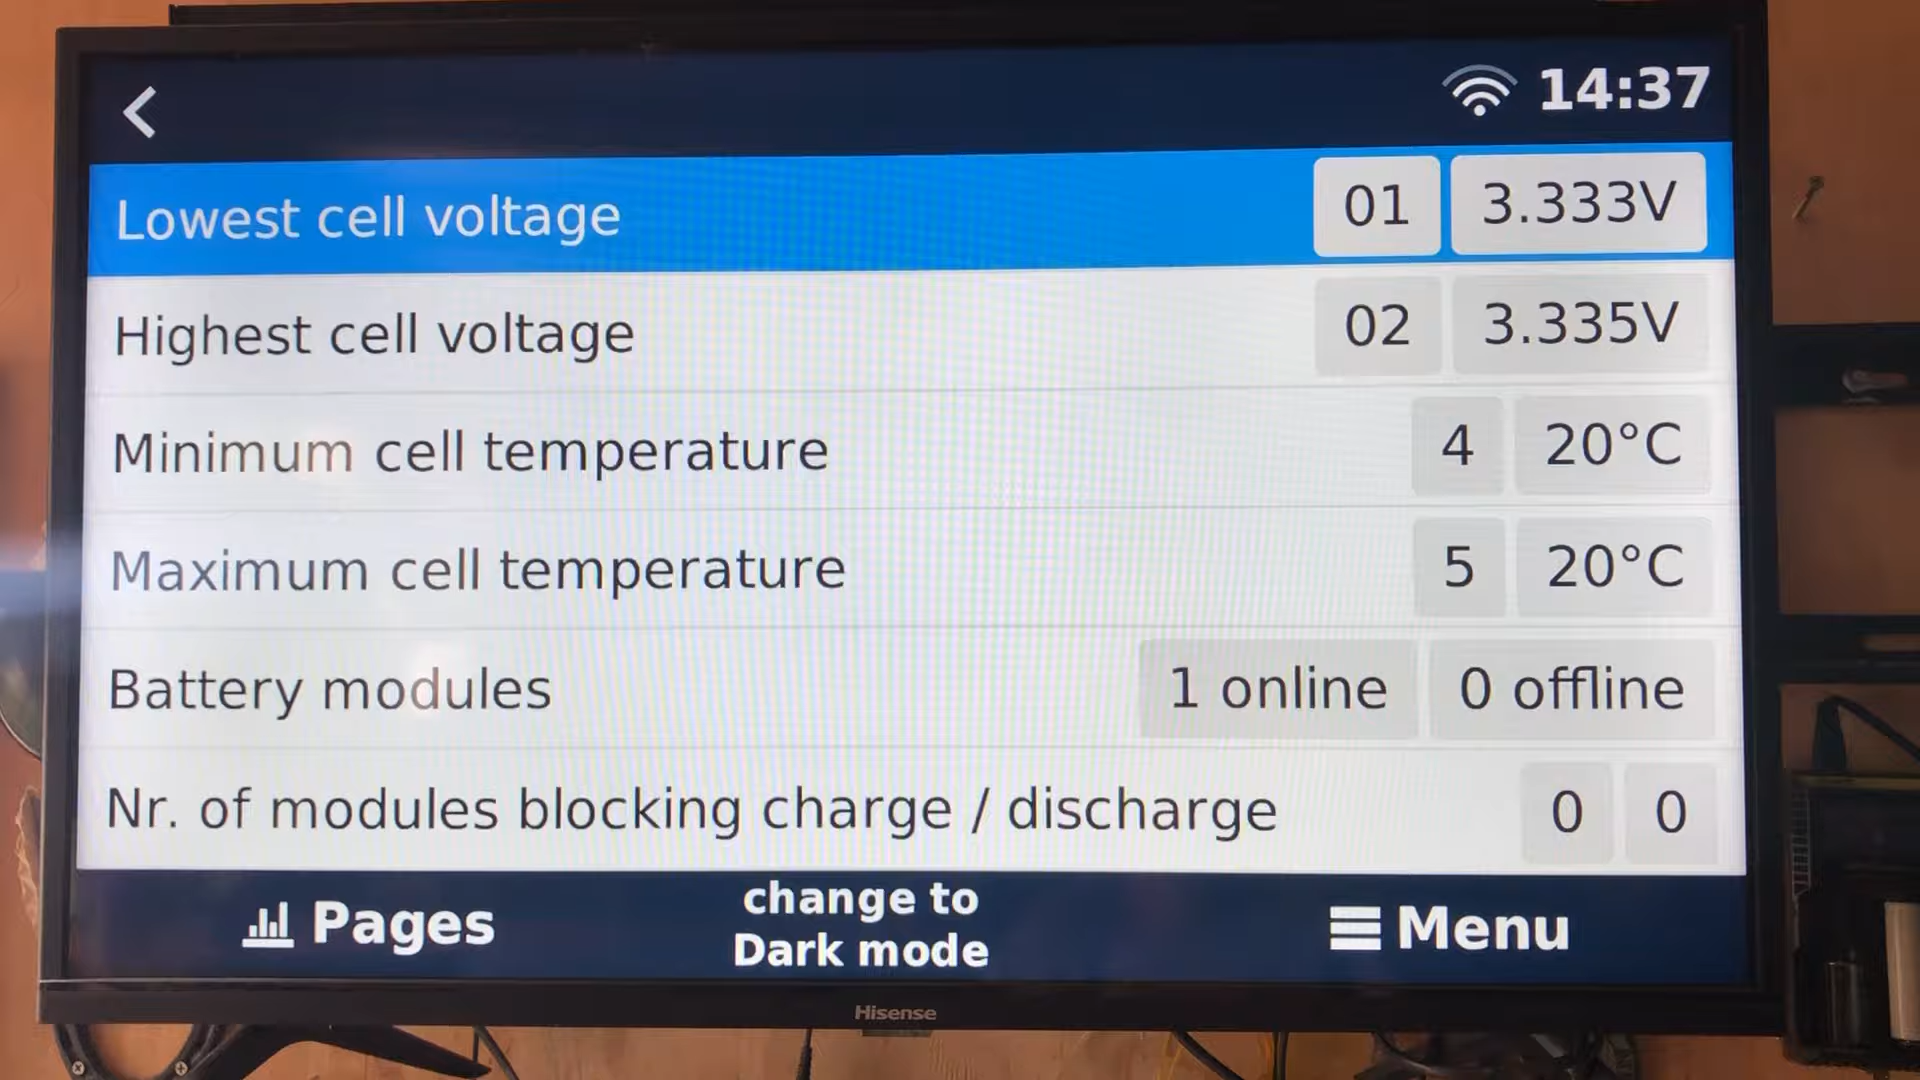 14:37
Lowest cell voltage 01 3.333V
Highest cell voltage 02 3.335V
Minimum cell temperature 4 20°C
Maximum cell temperature 5 20°C
Battery modules 1 online 0 offline
Nr. of modules blocking charge / discharge 0 0
Pages
change to
Dark mode
Menu
Hisense